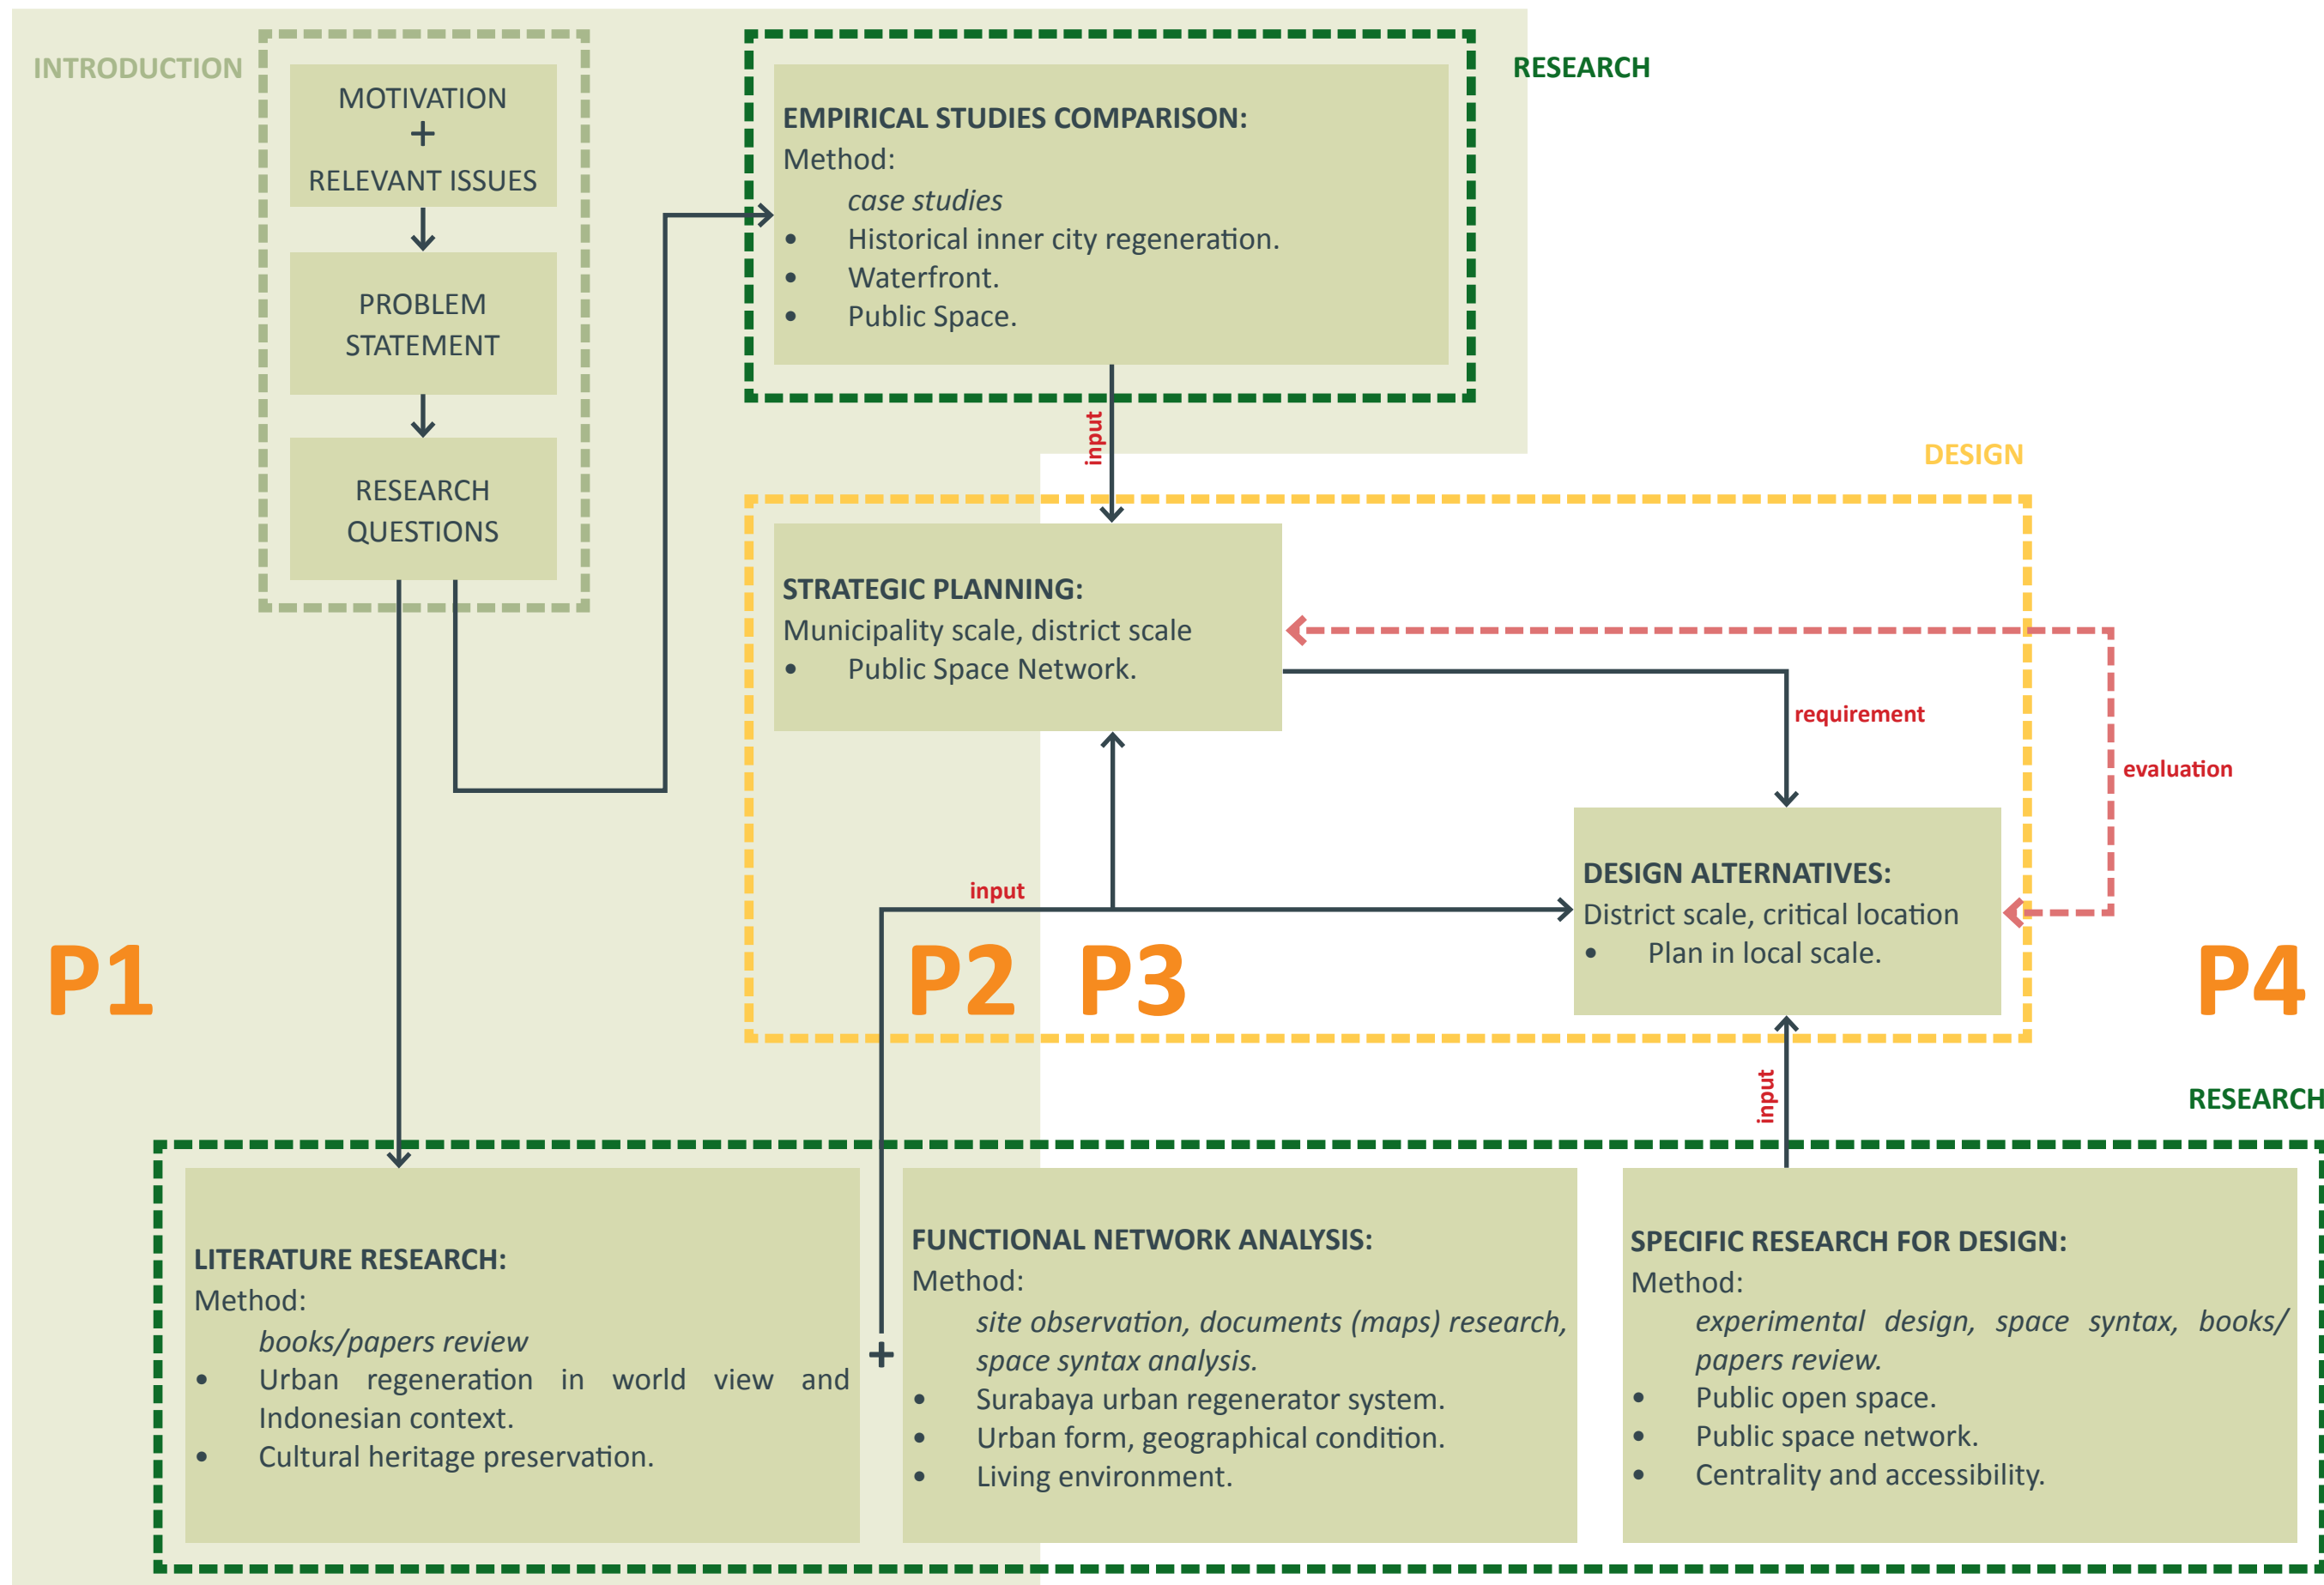 INTRODUCTION
MOTIVATION
+
RELEVANT ISSUES
PROBLEM
STATEMENT
RESEARCH
QUESTIONS
RESEARCH
EMPIRICAL STUDIES COMPARISON:
Method:
case studies
• Historical inner city regeneration.
• Waterfront.
• Public Space.
input
DESIGN
STRATEGIC PLANNING:
Municipality scale, district scale
• Public Space Network.
requirement
evaluation
DESIGN ALTERNATIVES:
District scale, critical location
• Plan in local scale.
input
P1
P2
P3
P4
input
RESEARCH
LITERATURE RESEARCH:
Method:
books/papers review
• Urban regeneration in world view and
Indonesian context.
• Cultural heritage preservation.
+
FUNCTIONAL NETWORK ANALYSIS:
Method:
site observation, documents (maps) research,
space syntax analysis.
• Surabaya urban regenerator system.
• Urban form, geographical condition.
• Living environment.
SPECIFIC RESEARCH FOR DESIGN:
Method:
experimental design, space syntax, books/
papers review.
• Public open space.
• Public space network.
• Centrality and accessibility.